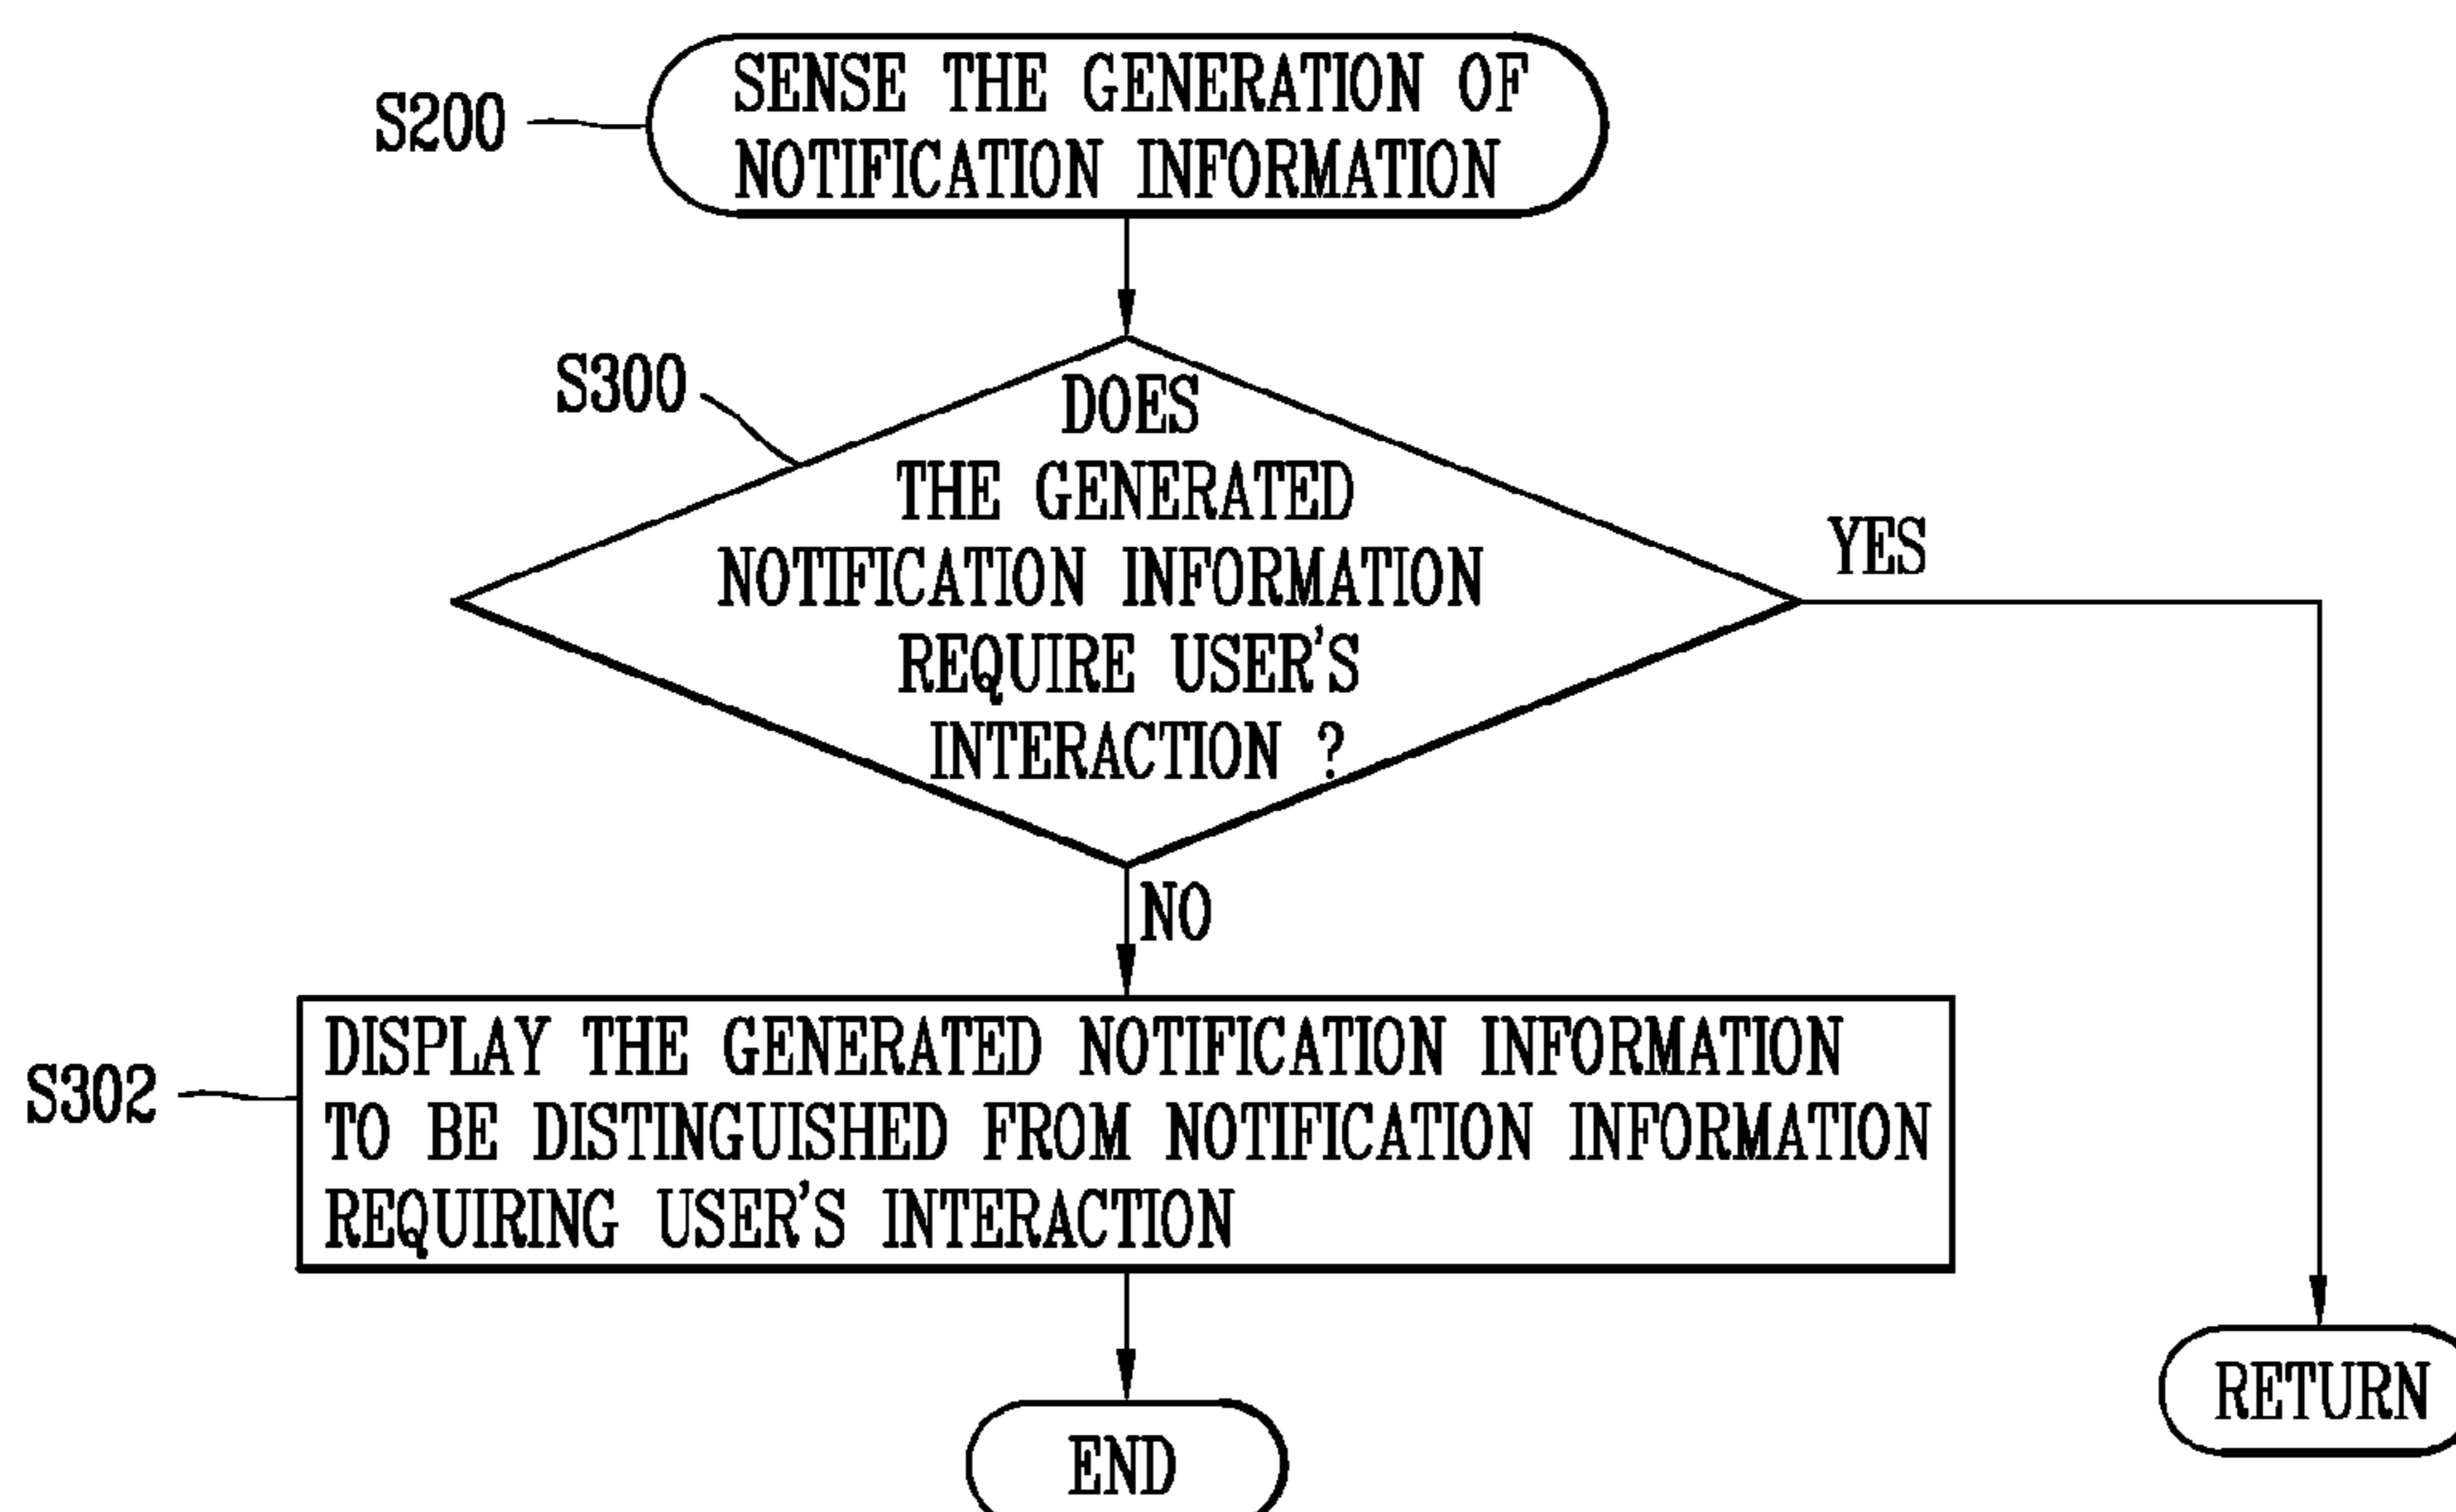 S200
SENSE THE GENERATION OF
NOTIFICATION INFORMATION
S300
DOES
THE GENERATED
NOTIFICATION INFORMATION
REQUIRE USER'S
INTERACTION ?
YES
NO
S302
DISPLAY THE GENERATED NOTIFICATION INFORMATION
TO BE DISTINGUISHED FROM NOTIFICATION INFORMATION
REQUIRING USER'S INTERACTION
RETURN
END